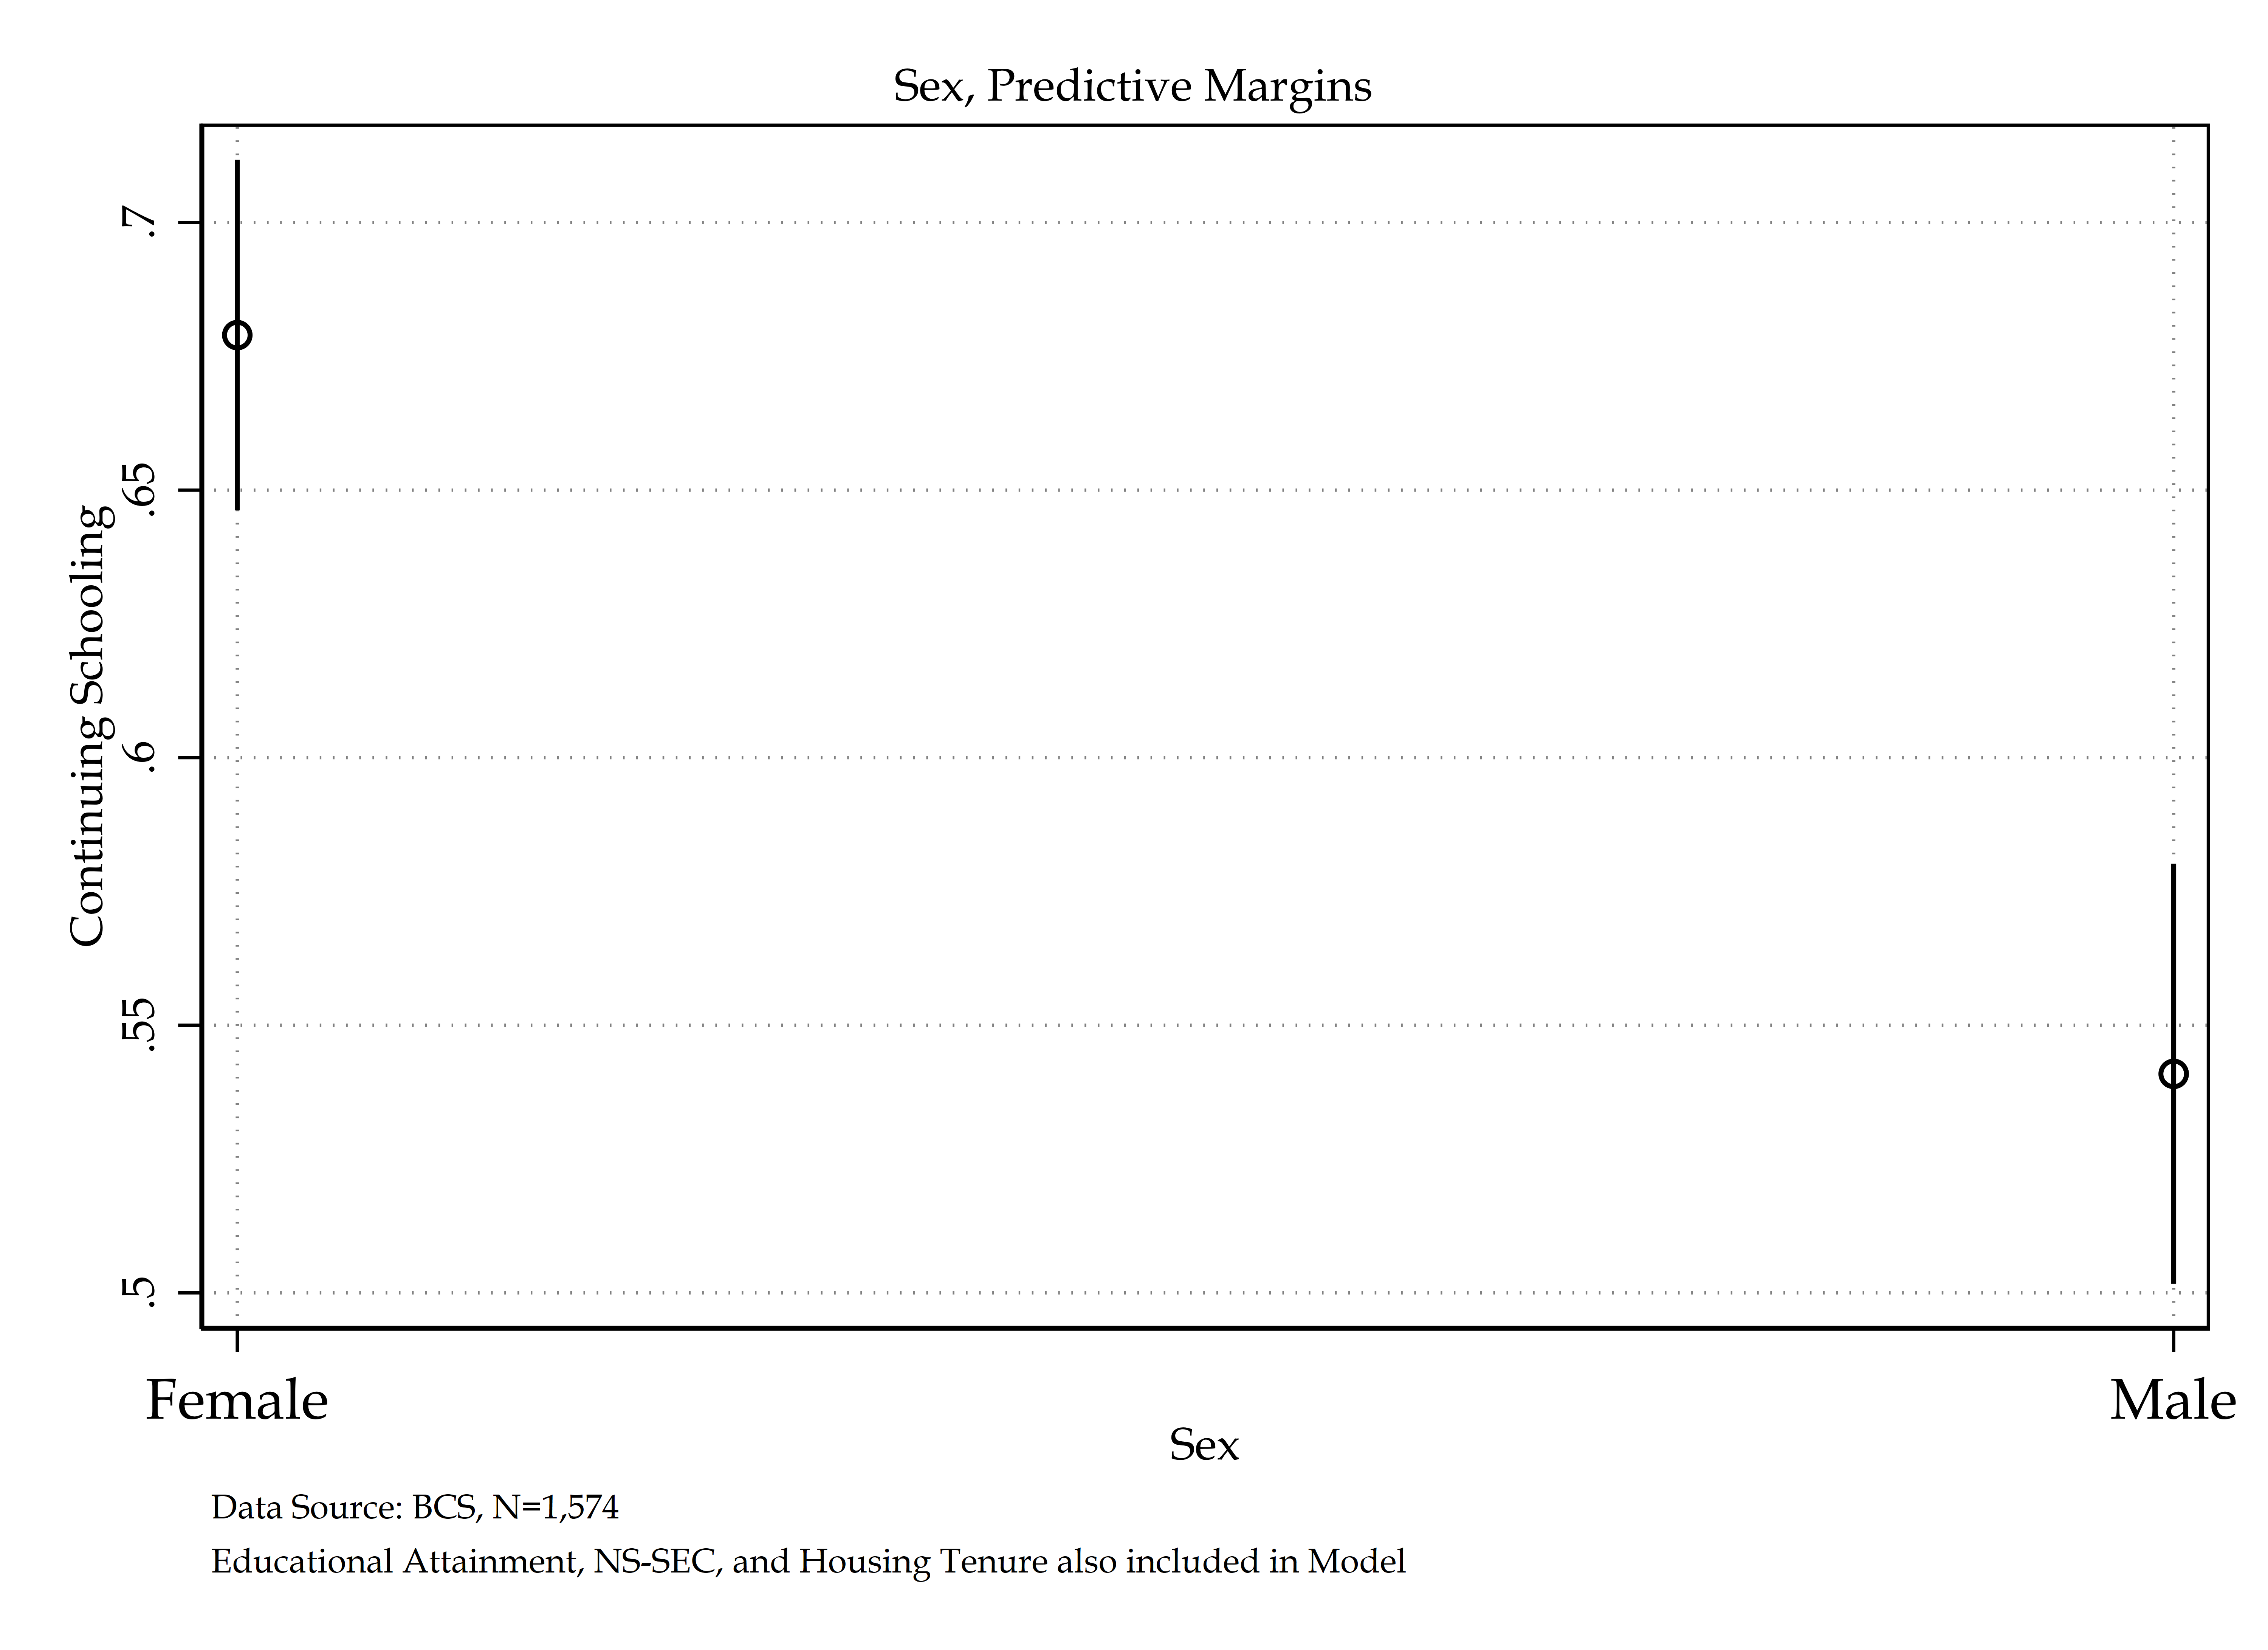 Sex, Predictive Margins
Continuing Schooling
.7
.65
.6
.55
.5
Female
Male
Sex
Data Source: BCS, N=1,574
Educational Attainment, NS-SEC, and Housing Tenure also included in Model